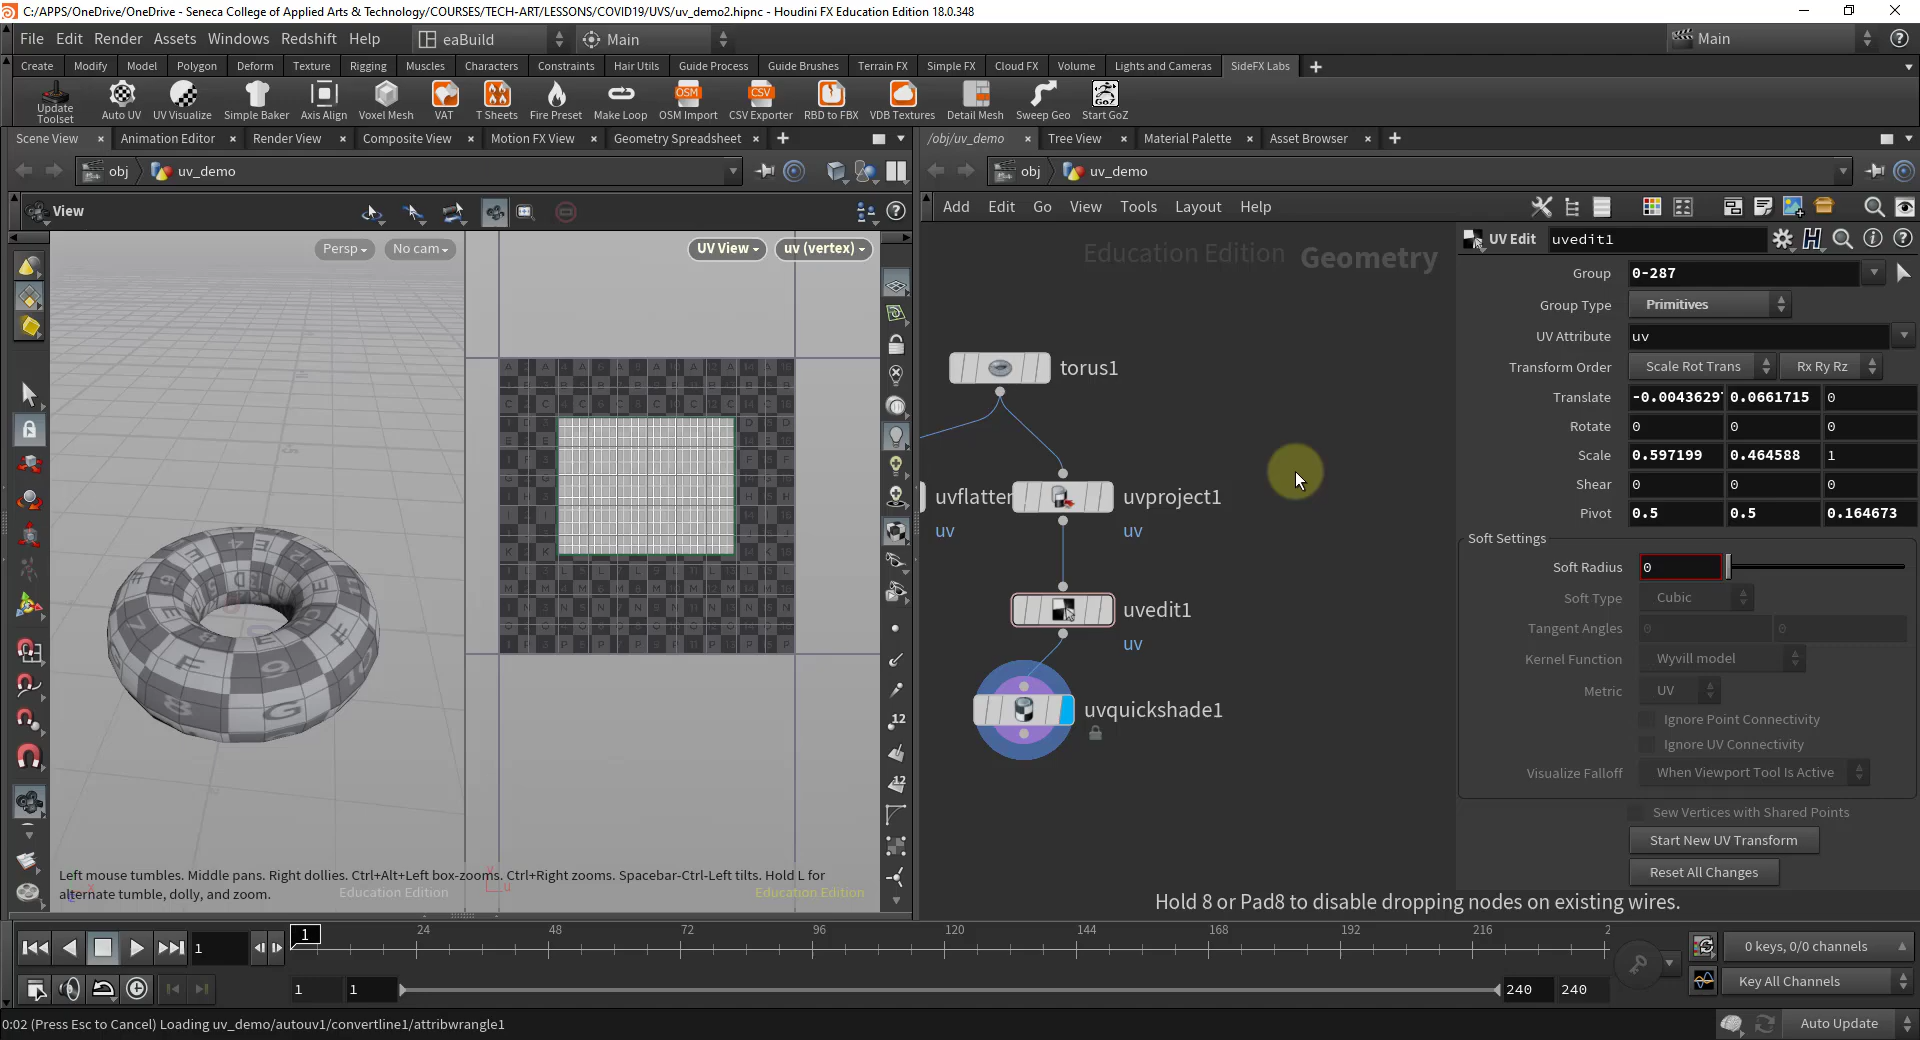 C:/APPS/OneDrive/OneDrive - Seneca College of Applied Arts & Technology/COURSES/TECH-ART/LESSONS/COVID19/UVS/uv_demo2.hipnc - Houdini FX Education Edition 18.0.348
File Edit Render Assets Windows Redshift Help eaBuild Main Main
Create Modify Model Polygon Deform Texture Rigging Muscles Characters Constraints Hair Utils Guide Process Guide Brushes Terrain FX Simple FX Cloud FX Volume Lights and Cameras SideFX Labs
OSM CSV
Update Toolset Auto UV UV Visualize Simple Baker Axis Align Voxel Mesh VAT T Sheets Fire Preset Make Loop OSM Import CSV Exporter RBD to FBX VDB Textures Detail Mesh Sweep Geo Start GoZ
Scene View Animation Editor Render View Composite View Motion FX View Geometry Spreadsheet /obj/uv_demo Tree View Material Palette Asset Browser
obj uv_demo obj uv_demo
View Add Edit Go View Tools Layout Help
Persp No cam UV View uv (vertex)
Education Edition Geometry
UV Edit uvedit1
Group 0-287
Group Type Primitives
UV Attribute uv
Transform Order Scale Rot Trans Rx Ry Rz
Translate -0.0043629 0.0661715 0
Rotate 0 0 0
Scale 0.597199 0.464588 1
Shear 0 0 0
Pivot 0.5 0.5 0.164673
Soft Settings
Soft Radius 0
Soft Type Cubic
Tangent Angles 0 0
Kernel Function Wyvill model
Metric UV
Ignore Point Connectivity
Ignore UV Connectivity
Visualize Falloff When Viewport Tool Is Active
Sew Vertices with Shared Points
Start New UV Transform
Reset All Changes
torus1
uvflatten uvproject1
uv uv
uvedit1
uv
uvquickshade1
12
12
Left mouse tumbles. Middle pans. Right dollies. Ctrl+Alt+Left box-zooms. Ctrl+Right zooms. Spacebar-Ctrl-Left tilts. Hold L for
alternate tumble, dolly, and zoom. Education Edition Education Edition
Hold 8 or Pad8 to disable dropping nodes on existing wires.
1 1 24 48 72 96 120 144 168 192 216 2
0 keys, 0/0 channels
1 1 240 240 Key All Channels
0:02 (Press Esc to Cancel) Loading uv_demo/autouv1/convertline1/attribwrangle1 Auto Update